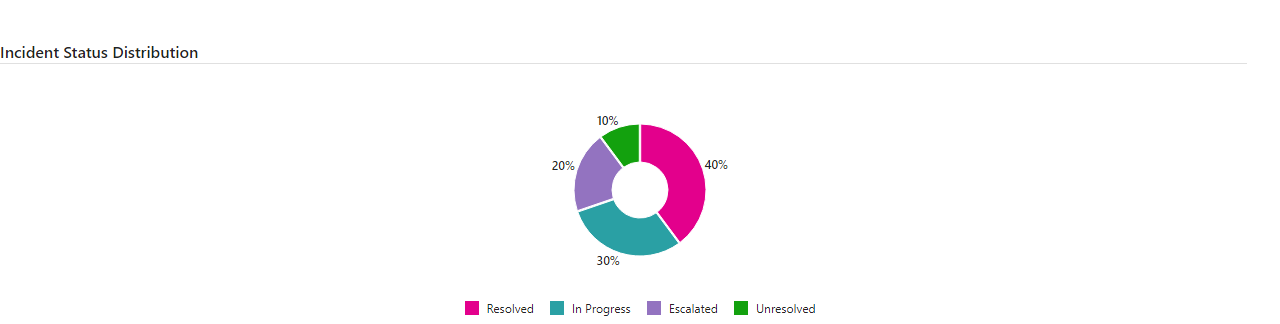 Incident Status Distribution
10%
40%
20%
30%
Resolved In Progress Escalated Unresolved